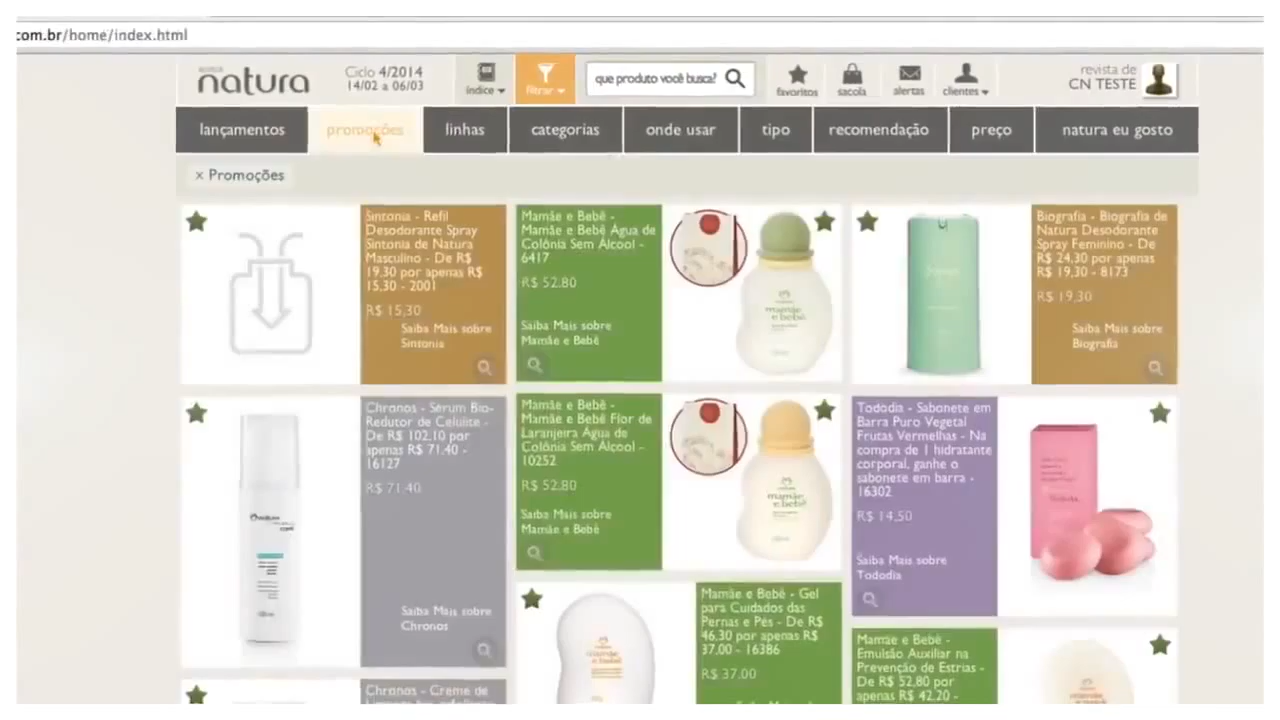 com.br/home/index.html
natura
Ciclo 4/2014
14/02 a 06/03
índice
filtrar
que produto você busca?
favoritos
sacola
alertas
clientes
revista de
CN TESTE
lançamentos
promoções
linhas
categorias
onde usar
tipo
recomendação
preço
natura eu gosto
× Promoções
Sintonia - Refil
Desodorante Spray
Sintonia de Natura
Masculino - De R$
19,30 por apenas R$
15,30 - 2001
R$ 15,30
Saiba Mais sobre
Sintonia
Mamãe e Bebê -
Mamãe e Bebê Água de
Colônia Sem Álcool -
6417
R$ 52,80
Saiba Mais sobre
Mamãe e Bebê
mamãe
e bebê
Biografia - Biografia de
Natura Desodorante
Spray Feminino - De
R$ 24,30 por apenas
R$ 19,30 - 8173
R$ 19,30
Saiba Mais sobre
Biografia
Chronos - Sérum Bio-
Redutor de Celulite -
De R$ 102,10 por
apenas R$ 71,40 -
16127
R$ 71,40
Saiba Mais sobre
Chronos
Mamãe e Bebê -
Mamãe e Bebê Flor de
Laranjeira Água de
Colônia Sem Álcool -
10252
R$ 52,80
Saiba Mais sobre
Mamãe e Bebê
mamãe
e bebê
Tododia - Sabonete em
Barra Puro Vegetal
Frutas Vermelhas - Na
compra de 1 hidratante
corporal, ganhe o
sabonete em barra -
16302
R$ 14,50
Saiba Mais sobre
Tododia
Mamãe e Bebê - Gel
para Cuidados das
Pernas e Pés - De R$
46,30 por apenas R$
37,00 - 16386
R$ 37,00
mamãe
e bebê
Mamãe e Bebê -
Emulsão Auxiliar na
Prevenção de Estrias -
De R$ 52,80 por
apenas R$ 42,20 -
Chronos - Creme de